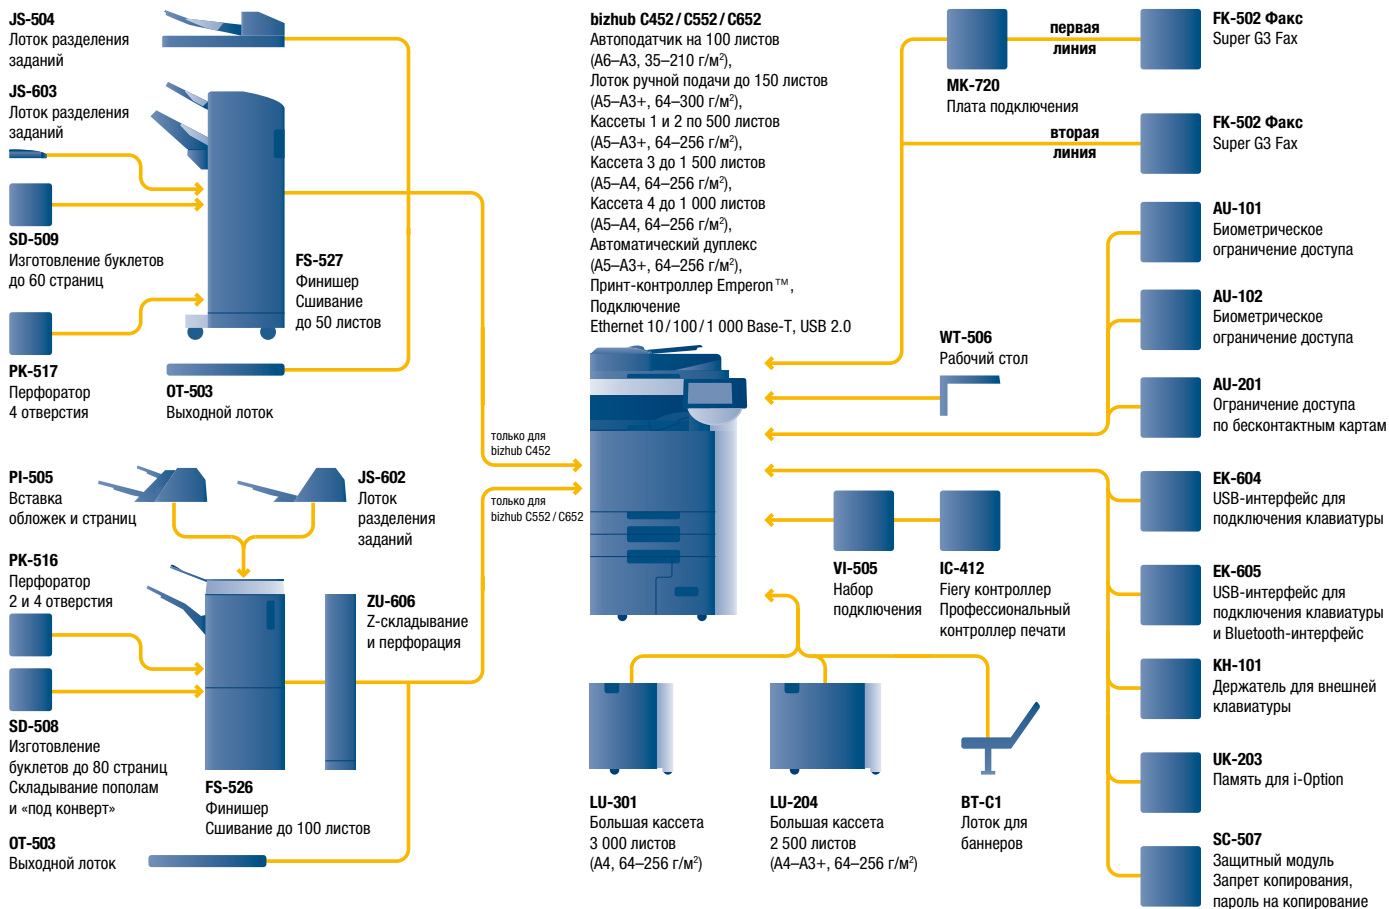 JS-504
Лоток разделения
заданий
JS-603
Лоток разделения
заданий
SD-509
Изготовление буклетов
до 60 страниц
PK-517
Перфоратор
4 отверстия
FS-527
Финишер
Сшивание
до 50 листов
OT-503
Выходной лоток
PI-505
Вставка
обложек и страниц
JS-602
Лоток
разделения
заданий
PK-516
Перфоратор
2 и 4 отверстия
ZU-606
Z-складывание
и перфорация
SD-508
Изготовление
буклетов до 80 страниц
Складывание пополам
и «под конверт»
FS-526
Финишер
Сшивание до 100 листов
OT-503
Выходной лоток
только для
bizhub C452
только для
bizhub C552 / C652
bizhub C452 / C552 / C652
Автоподатчик на 100 листов
(A6–A3, 35–210 г/м²),
Лоток ручной подачи до 150 листов
(A5–A3+, 64–300 г/м²),
Кассеты 1 и 2 по 500 листов
(A5–A3+, 64–256 г/м²),
Кассета 3 до 1 500 листов
(A5–A4, 64–256 г/м²),
Кассета 4 до 1 000 листов
(A5–A4, 64–256 г/м²),
Автоматический дуплекс
(A5–A3+, 64–256 г/м²),
Принт-контроллер Emperon™,
Подключение
Ethernet 10 / 100 / 1 000 Base-T, USB 2.0
MK-720
Плата подключения
первая
линия
FK-502 Факс
Super G3 Fax
вторая
линия
FK-502 Факс
Super G3 Fax
WT-506
Рабочий стол
AU-101
Биометрическое
ограничение доступа
AU-102
Биометрическое
ограничение доступа
AU-201
Ограничение доступа
по бесконтактным картам
EK-604
USB-интерфейс для
подключения клавиатуры
EK-605
USB-интерфейс для
подключения клавиатуры
и Bluetooth-интерфейс
KH-101
Держатель для внешней
клавиатуры
UK-203
Память для i-Option
SC-507
Защитный модуль
Запрет копирования,
пароль на копирование
VI-505
Набор
подключения
IC-412
Fiery контроллер
Профессиональный
контроллер печати
LU-301
Большая кассета
3 000 листов
(A4, 64–256 г/м²)
LU-204
Большая кассета
2 500 листов
(A4–A3+, 64–256 г/м²)
BT-C1
Лоток для
баннеров